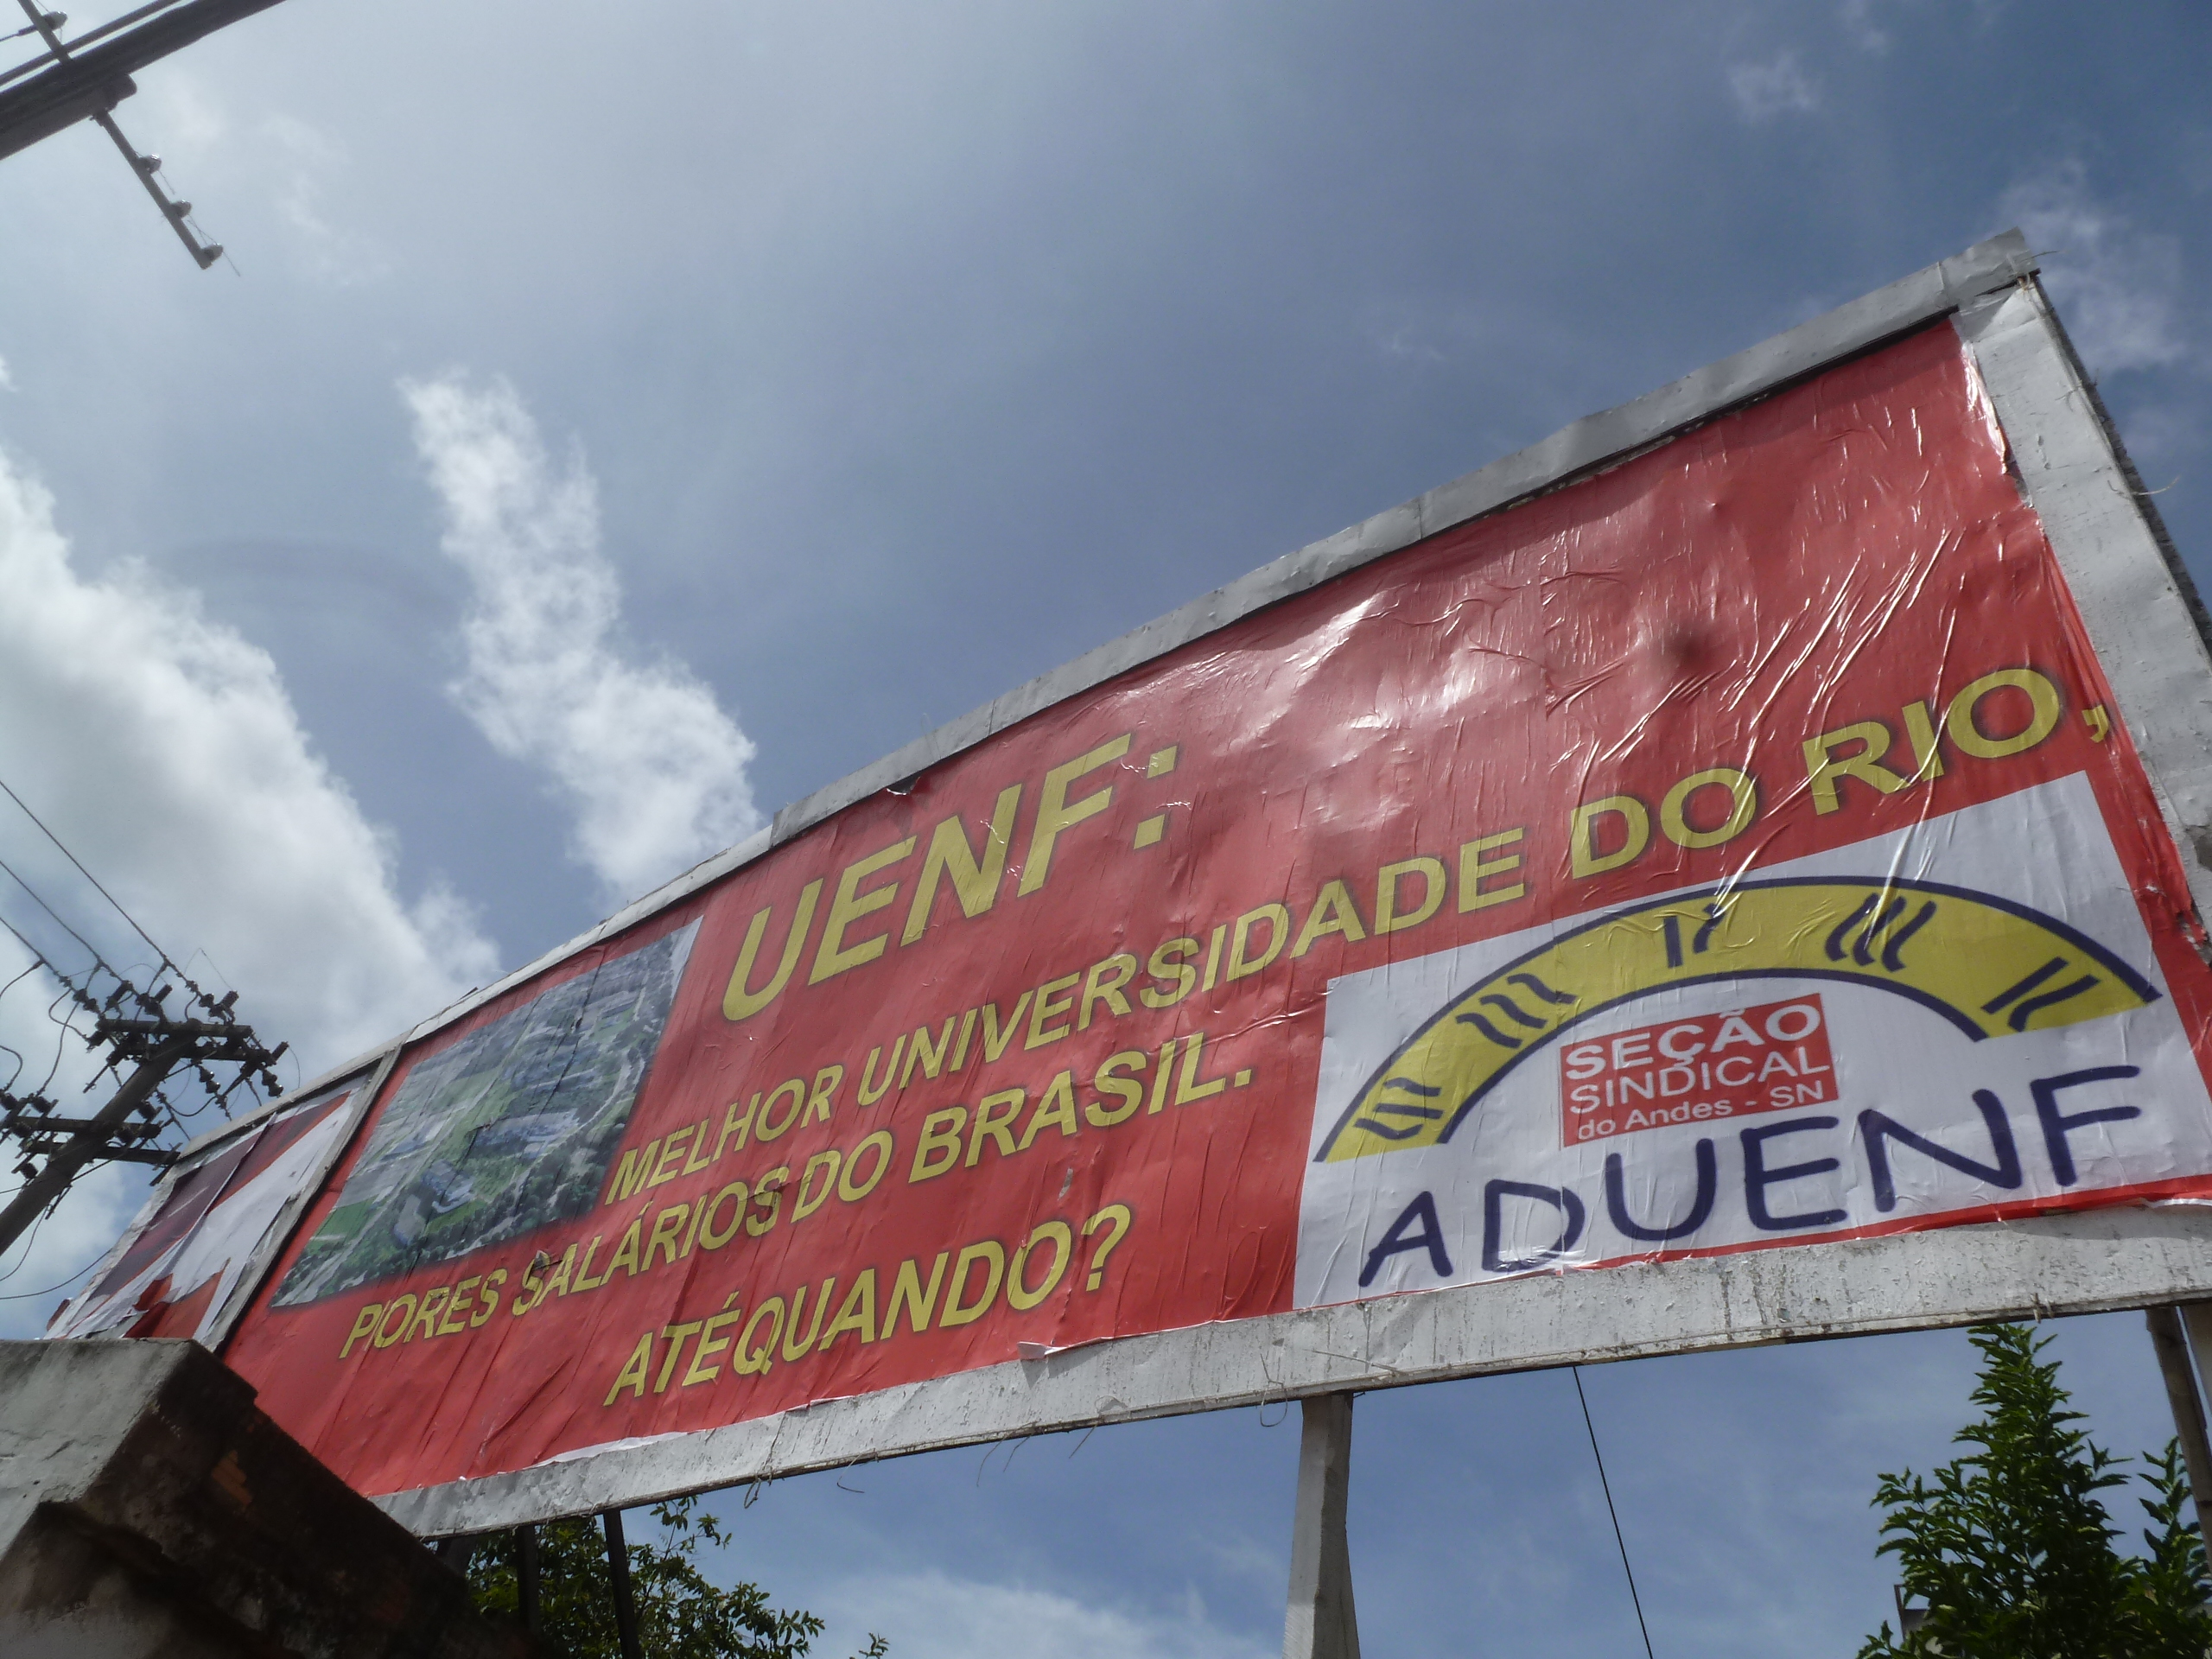 UENF:
MELHOR UNIVERSIDADE DO RIO,
PIORES SALÁRIOS DO BRASIL.
ATÉ QUANDO?
SEÇÃO
SINDICAL
do Andes - SN
ADUENF